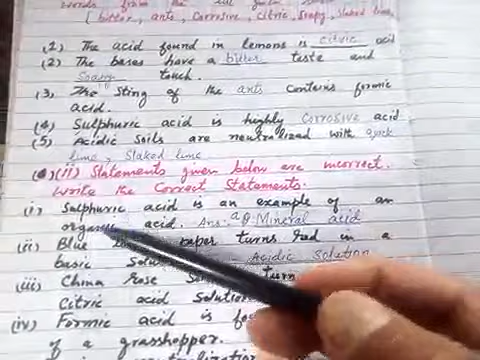 words from the
[ bitter, ants, Corrosive, Citric, Soapy, slaked lime,
(1) The acid found in lemons is citric acid
(2) The bases have a bitter taste and
Soapy touch.
(3) The Sting of the ants contains formic
acid.
(4) Sulphuric acid is highly Corrosive acid
(5) Acidic Soils are neutralized with quick
lime, Slaked lime
(II) Statements given below are incorrect.
Write the Correct Statements.
(i) Sulphuric acid is an example of an
organic acid. Ans: Mineral acid
(ii) Blue paper turns red in a
basic Acidic Solution
(iii) China rose turn
Citric acid
(iv) Formic acid is
of a grasshopper.